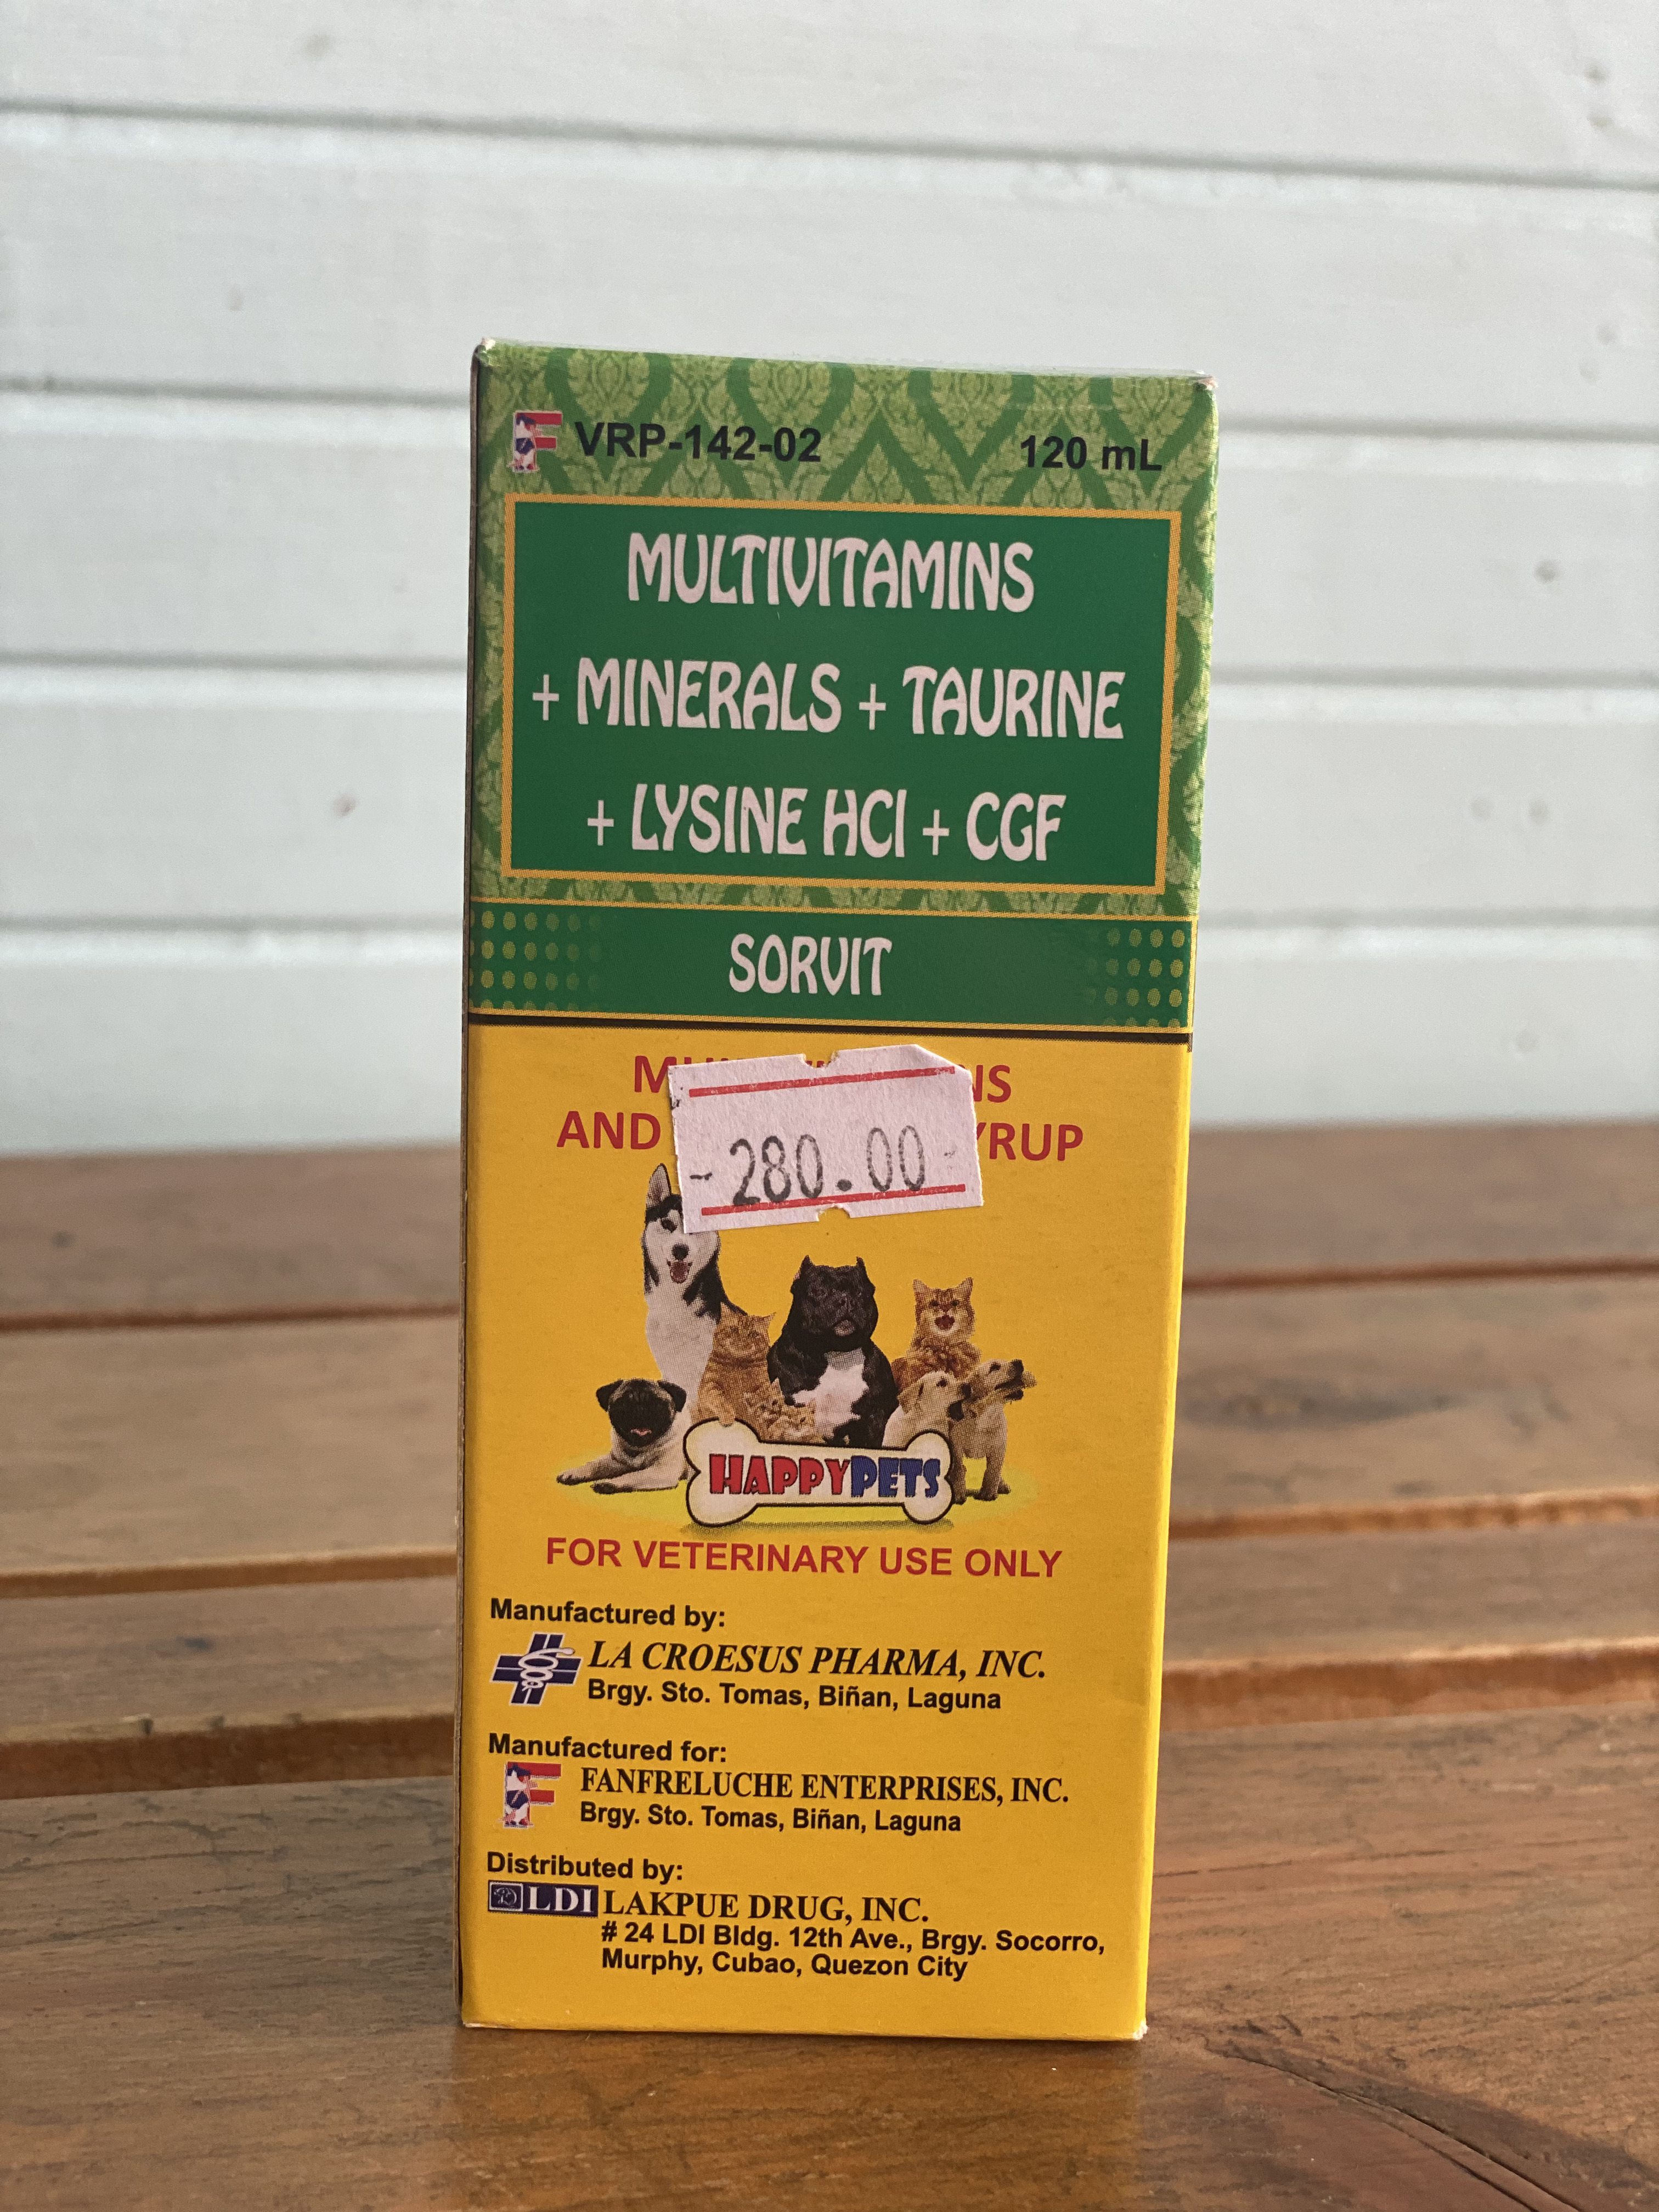 VRP-142-02 120 mL
MULTIVITAMINS
+ MINERALS + TAURINE
+ LYSINE HCl + CGF
SORVIT
AND
-280.00-
HAPPYPETS
FOR VETERINARY USE ONLY
Manufactured by:
LA CROESUS PHARMA, INC.
Brgy. Sto. Tomas, Biñan, Laguna
Manufactured for:
F FANFRELUCHE ENTERPRISES, INC.
Brgy. Sto. Tomas, Biñan, Laguna
Distributed by:
LDI LAKPUE DRUG, INC.
# 24 LDI Bldg. 12th Ave., Brgy. Socorro,
Murphy, Cubao, Quezon City